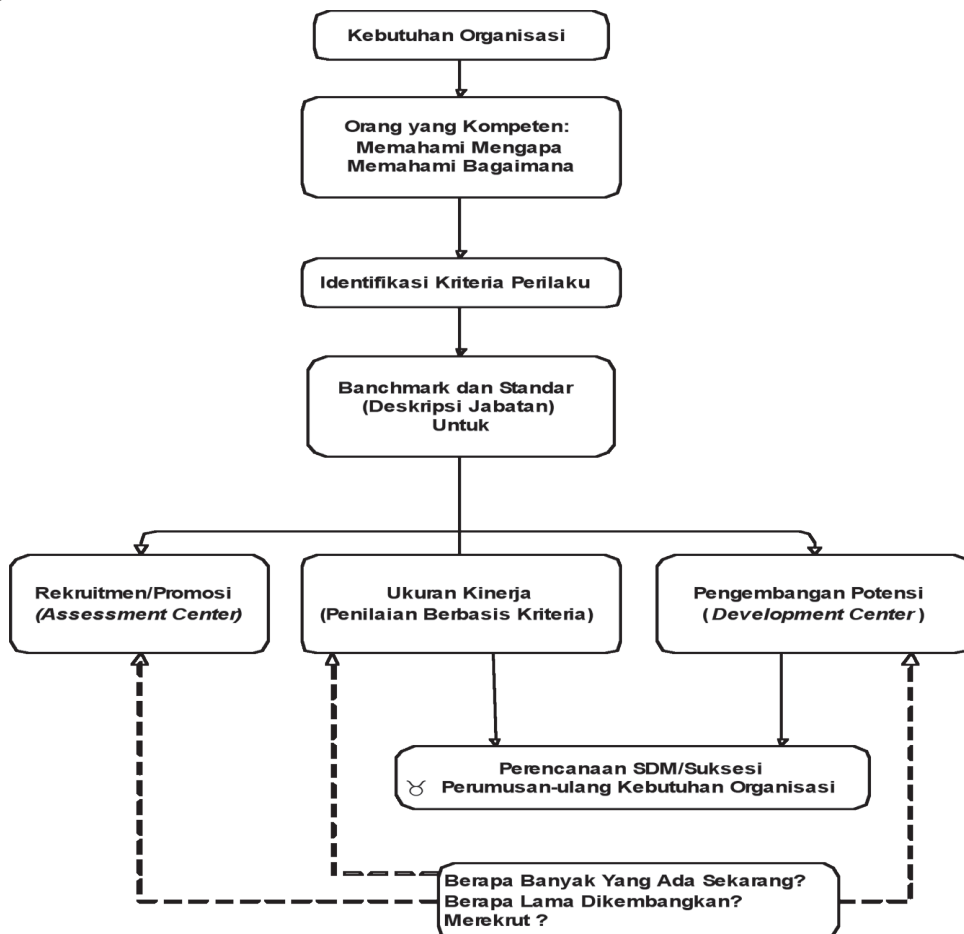 Kebutuhan Organisasi
Orang yang Kompeten:
Memahami Mengapa
Memahami Bagaimana
Identifikasi Kriteria Perilaku
Banchmark dan Standar
(Deskripsi Jabatan)
Untuk
Rekruitmen/Promosi
(Assessment Center)
Ukuran Kinerja
(Penilaian Berbasis Kriteria)
Pengembangan Potensi
(Development Center)
Perencanaan SDM/Suksesi
♉ Perumusan-ulang Kebutuhan Organisasi
Berapa Banyak Yang Ada Sekarang?
Berapa Lama Dikembangkan?
Merekrut ?